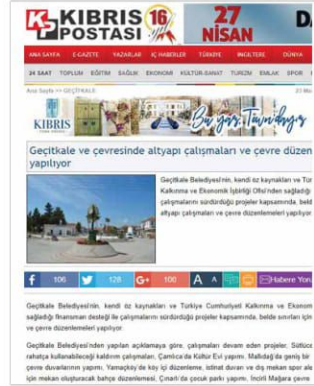 KIBRIS
POSTASI
16
27
NİSAN
ANA SAYFA E-GAZETE YAZARLAR İÇ HABERLER TÜRKİYE İNGİLTERE DÜNYA
24 SAAT TOPLUM EĞİTİM SAĞLIK EKONOMİ KÜLTÜR-SANAT TURİZM EMLAK SPOR
Ana Sayfa >> GEÇİTKALE
KIBRIS
Bu yaz,
Geçitkale ve çevresinde altyapı çalışmaları ve çevre düzen
yapılıyor
Geçitkale Belediyesi'nin, kendi öz kaynakları ve Tür
Kalkınma ve Ekonomik İşbirliği Ofisi'nden sağladığı
çalışmalarını sürdürdüğü projeler kapsamında, beld
altyapı çalışmaları ve çevre düzenlemeleri yapılıyor
106 128 G+ 100 A A Habere Yor
Geçitkale Belediyesi'nin, kendi öz kaynakları ve Türkiye Cumhuriyeti Kalkınma ve Ekonom
sağladığı finansman desteği ile çalışmalarını sürdürdüğü projeler kapsamında, belde sınırları için
ve çevre düzenlemeleri yapılıyor.
Geçitkale Belediyesi'nden yapılan açıklamaya göre, çalışmaları devam eden projeler, Sütlüce
rahatça kullanabileceği kaldırım çalışmaları, Çamlıca'da Kültür Evi yapımı, Mallıdağ'da geniş bir
çevre duvarlarının yapımı, Yamaçköy'de köy içi düzenleme, istinat duvarı ve dış mekan spor ale
için mekan oluşturacak bahçe düzenlemesi, Çınarlı'da çocuk parkı yapımı, İncirli Mağara çevre